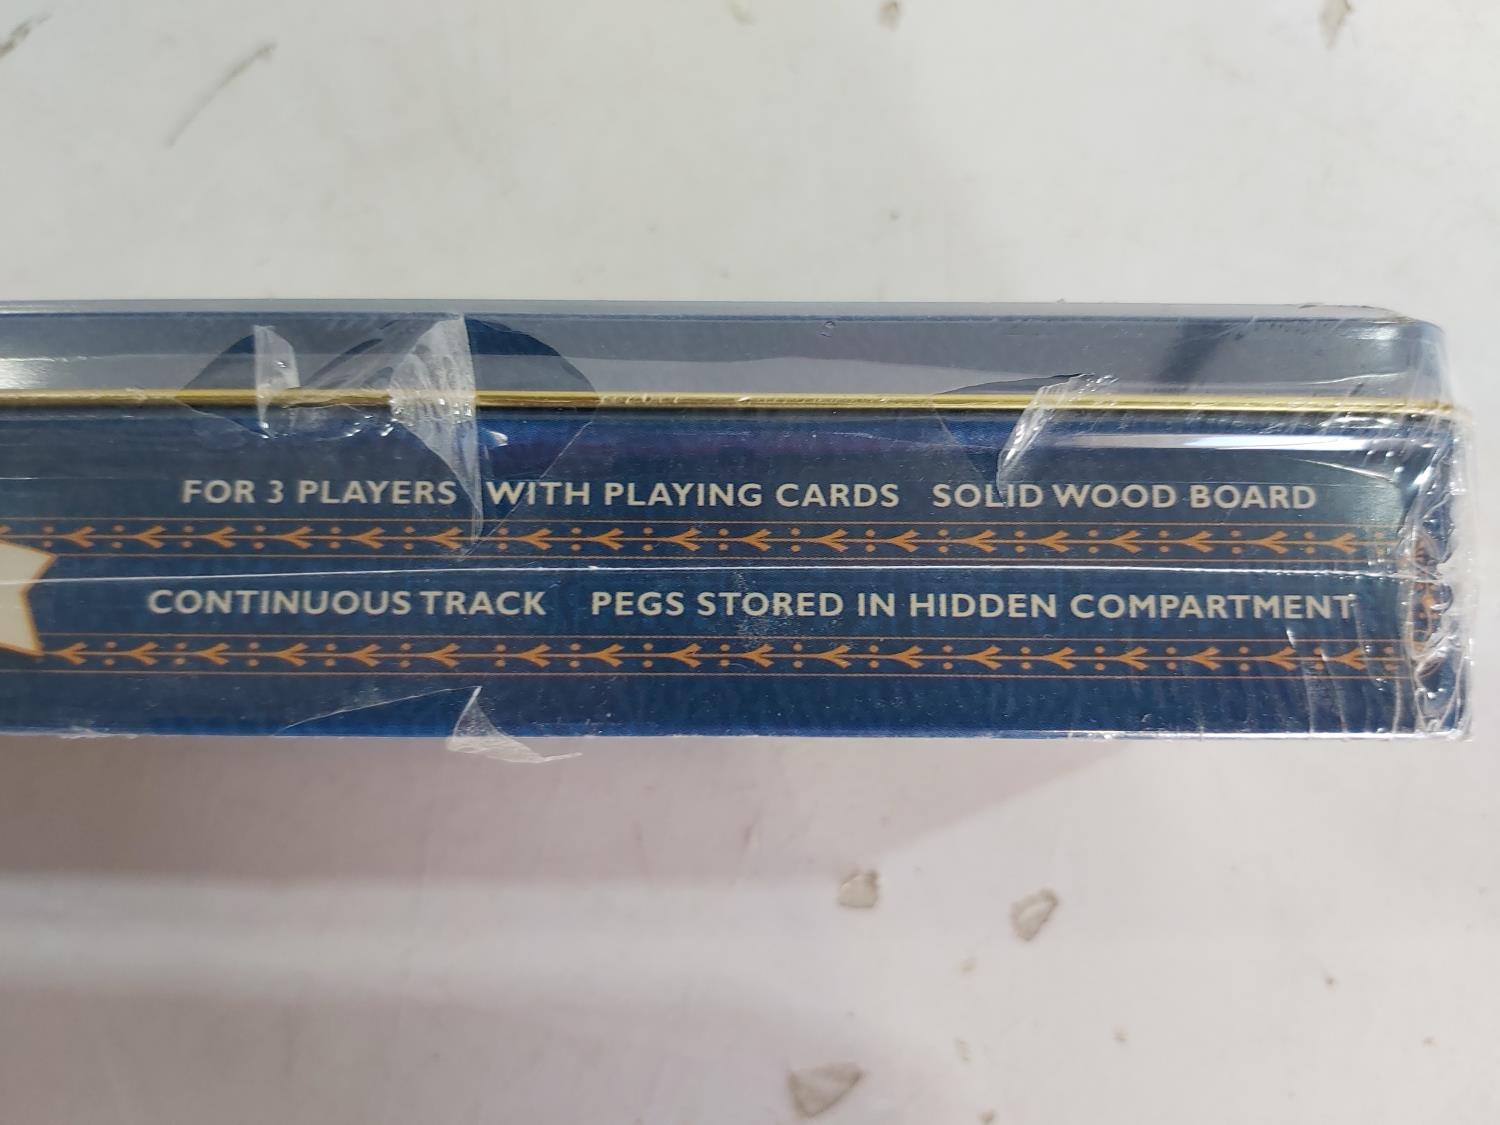 FOR 3 PLAYERS WITH PLAYING CARDS SOLID WOOD BOARD
CONTINUOUS TRACK PEGS STORED IN HIDDEN COMPARTMENT